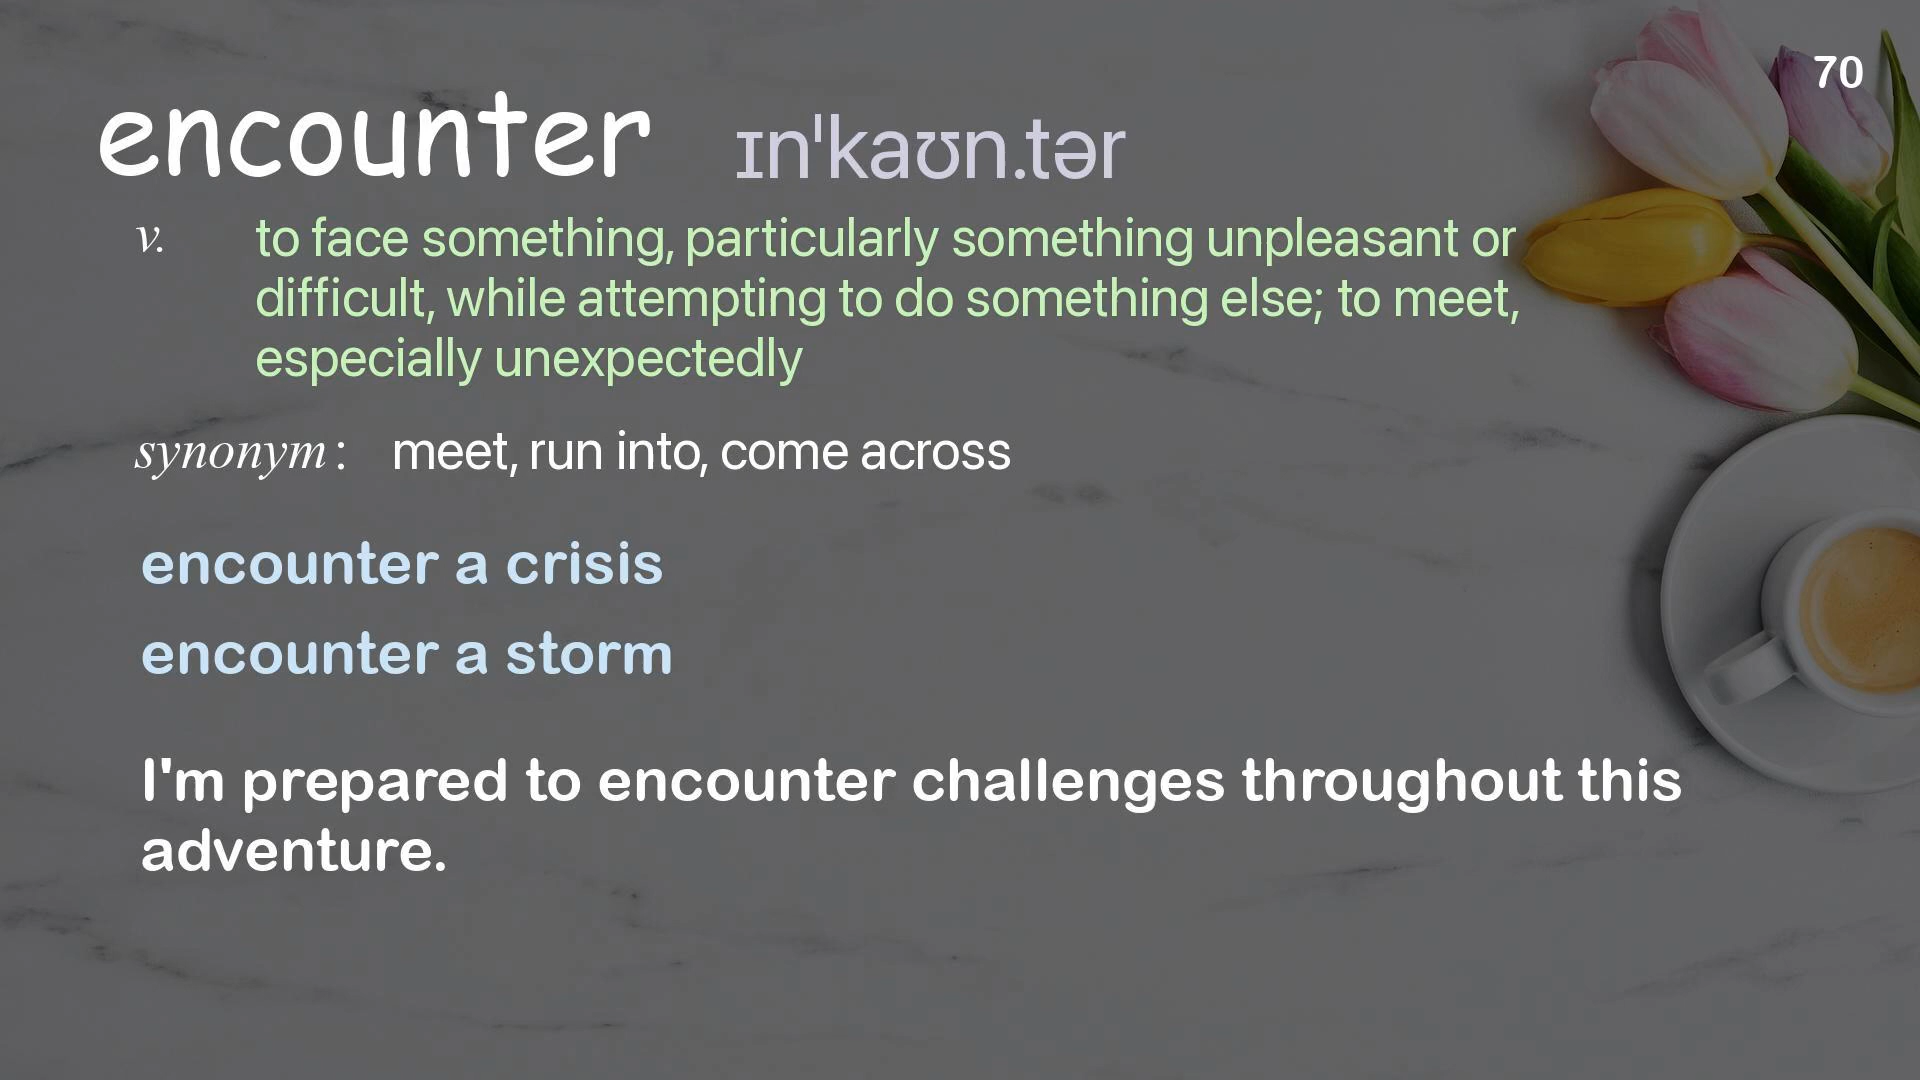 70
encounter ɪnˈkaʊn.tər
v. to face something, particularly something unpleasant or
difficult, while attempting to do something else; to meet,
especially unexpectedly
synonym: meet, run into, come across
encounter a crisis
encounter a storm
I'm prepared to encounter challenges throughout this
adventure.